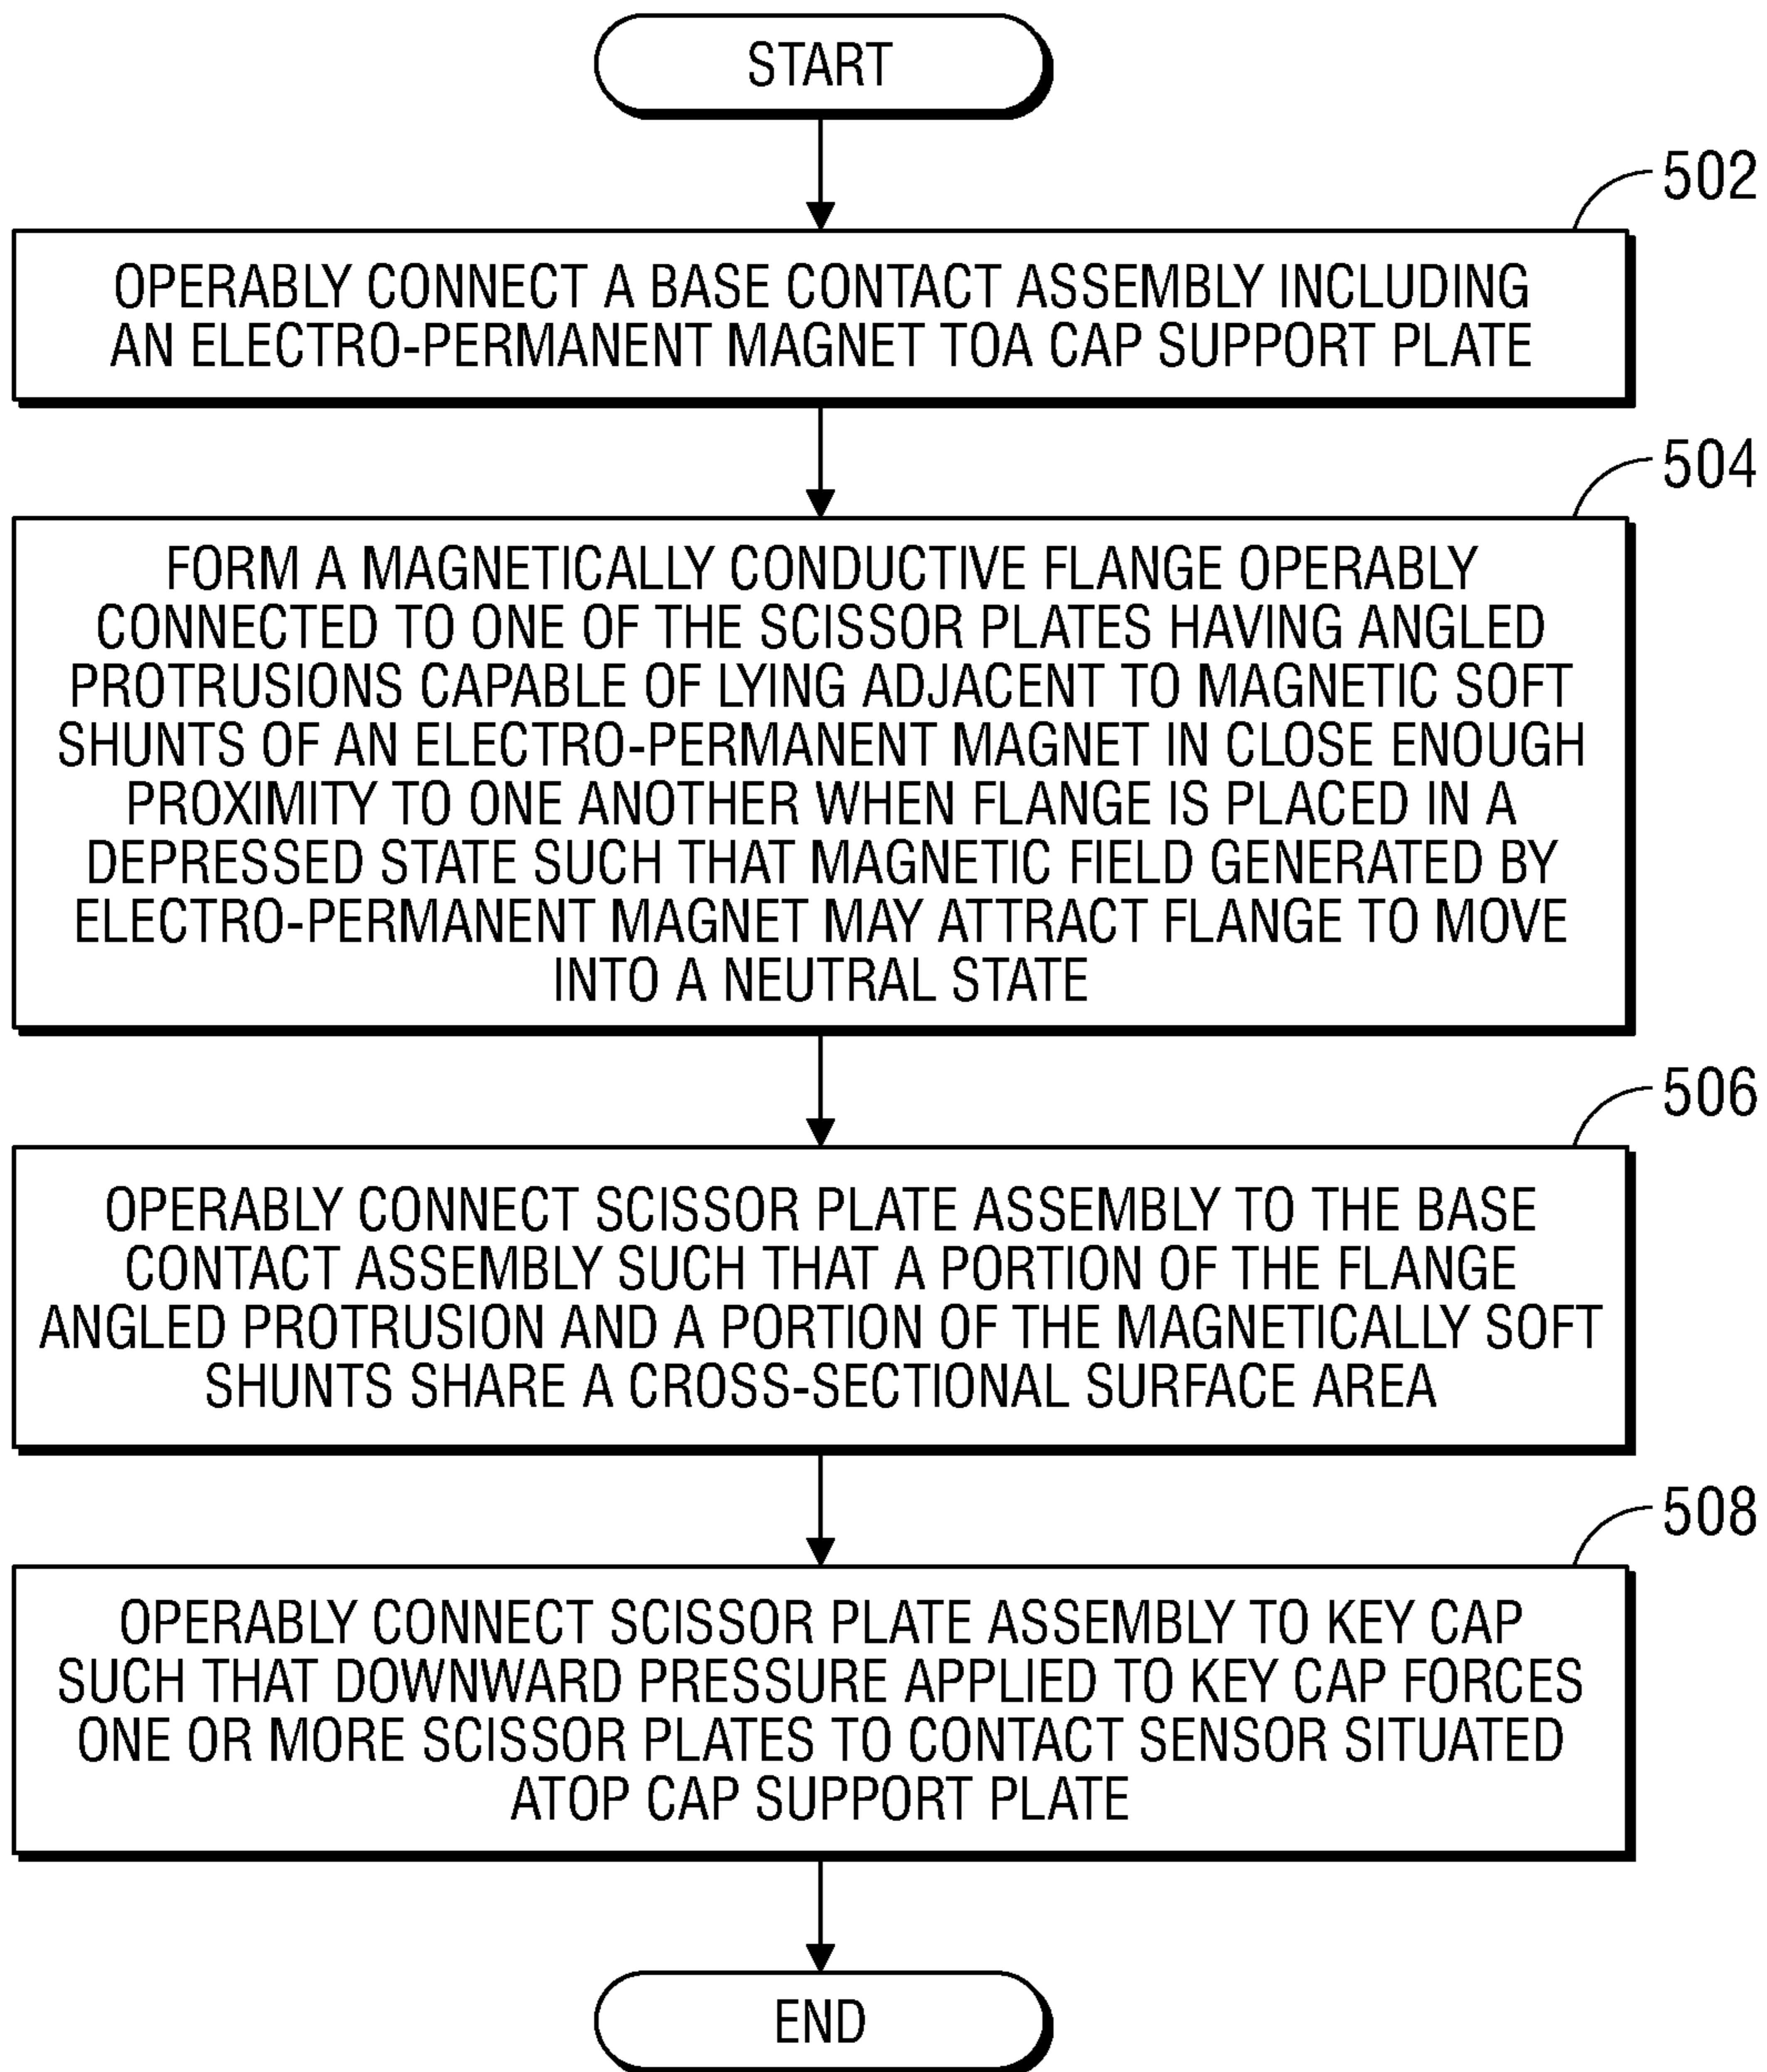 START
502
OPERABLY CONNECT A BASE CONTACT ASSEMBLY INCLUDING
AN ELECTRO-PERMANENT MAGNET TOA CAP SUPPORT PLATE
504
FORM A MAGNETICALLY CONDUCTIVE FLANGE OPERABLY
CONNECTED TO ONE OF THE SCISSOR PLATES HAVING ANGLED
PROTRUSIONS CAPABLE OF LYING ADJACENT TO MAGNETIC SOFT
SHUNTS OF AN ELECTRO-PERMANENT MAGNET IN CLOSE ENOUGH
PROXIMITY TO ONE ANOTHER WHEN FLANGE IS PLACED IN A
DEPRESSED STATE SUCH THAT MAGNETIC FIELD GENERATED BY
ELECTRO-PERMANENT MAGNET MAY ATTRACT FLANGE TO MOVE
INTO A NEUTRAL STATE
506
OPERABLY CONNECT SCISSOR PLATE ASSEMBLY TO THE BASE
CONTACT ASSEMBLY SUCH THAT A PORTION OF THE FLANGE
ANGLED PROTRUSION AND A PORTION OF THE MAGNETICALLY SOFT
SHUNTS SHARE A CROSS-SECTIONAL SURFACE AREA
508
OPERABLY CONNECT SCISSOR PLATE ASSEMBLY TO KEY CAP
SUCH THAT DOWNWARD PRESSURE APPLIED TO KEY CAP FORCES
ONE OR MORE SCISSOR PLATES TO CONTACT SENSOR SITUATED
ATOP CAP SUPPORT PLATE
END